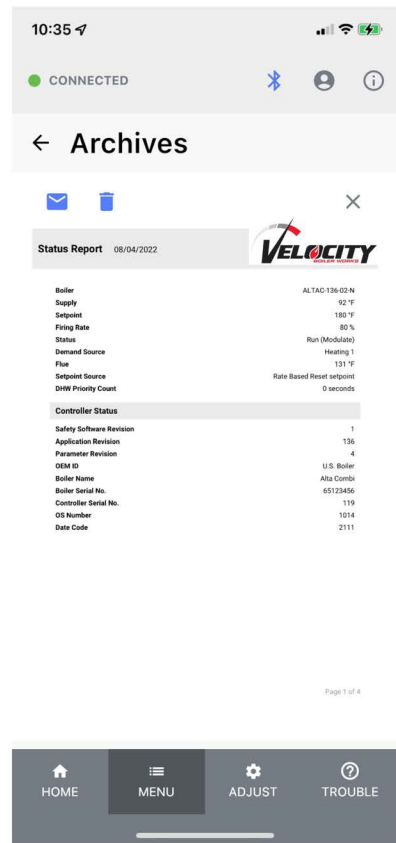 10:35
CONNECTED
Archives
Status Report 08/04/2022
VELOCITY
BOILER WORKS
Boiler ALTAC-136-02-N
Supply 92 °F
Setpoint 180 °F
Firing Rate 80 %
Status Run (Modulate)
Demand Source Heating 1
Flue 131 °F
Setpoint Source Rate Based Reset setpoint
DHW Priority Count 0 seconds
Controller Status
Safety Software Revision 1
Application Revision 136
Parameter Revision 4
OEM ID U.S. Boiler
Boiler Name Alta Combi
Boiler Serial No. 65123456
Controller Serial No. 119
OS Number 1014
Date Code 2111
Page 1 of 4
HOME MENU ADJUST TROUBLE